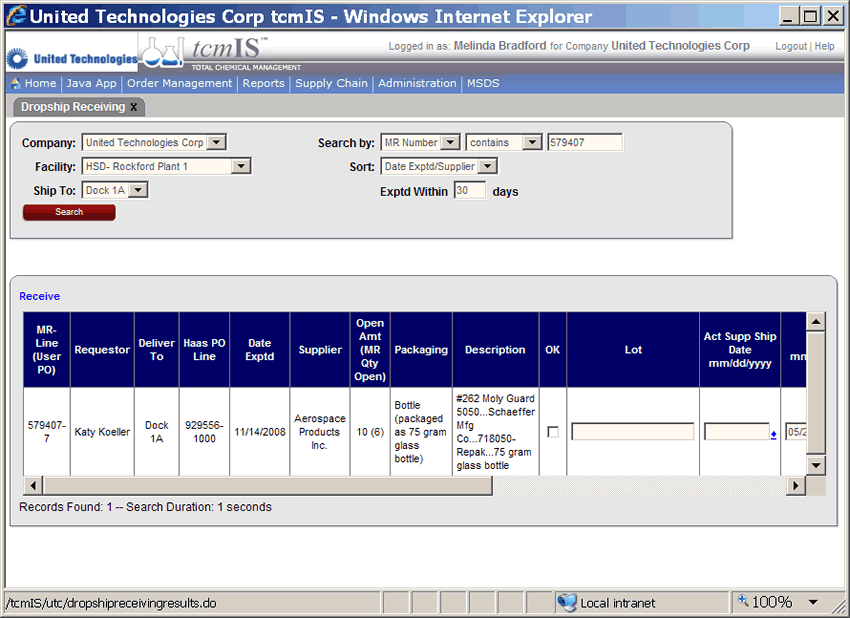 United Technologies Corp tcmIS - Windows Internet Explorer
United Technologies
tcmIS™
TOTAL CHEMICAL MANAGEMENT
Logged in as: Melinda Bradford for Company United Technologies Corp
Logout | Help
Home | Java App | Order Management | Reports | Supply Chain | Administration | MSDS
Dropship Receiving x
Company: United Technologies Corp Search by: MR Number contains 579407
Facility: HSD- Rockford Plant 1 Sort: Date Exptd/Supplier
Ship To: Dock 1A Exptd Within 30 days
Search
Receive
MR-
Line
(User
PO)
Requestor
Deliver
To
Haas PO
Line
Date
Exptd
Supplier
Open
Amt
(MR
Qty
Open)
Packaging
Description
OK
Lot
Act Supp Ship
Date
mm/dd/yyyy
579407-
7
Katy Koeller
Dock
1A
929556-
1000
11/14/2008
Aerospace
Products
Inc.
10 (6)
Bottle
(packaged
as 75 gram
glass
bottle)
#262 Moly Guard
5050...Schaeffer
Mfg
Co...718050-
Repak...75 gram
glass bottle
05/2
Records Found: 1 -- Search Duration: 1 seconds
/tcmIS/utc/dropshipreceivingresults.do
Local intranet
100%